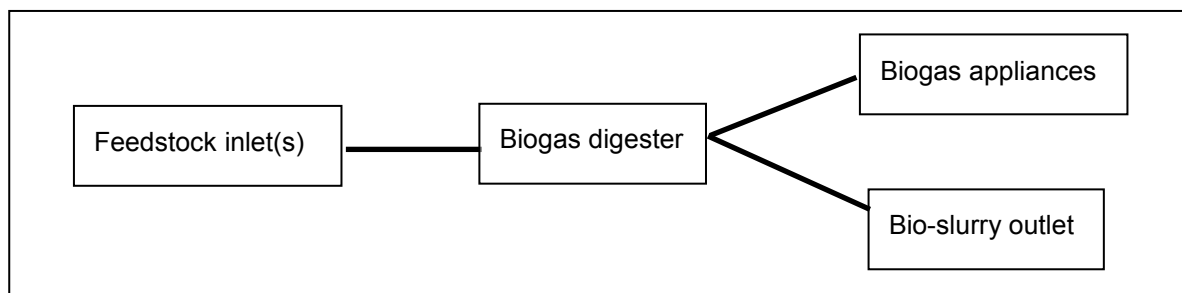 Feedstock inlet(s)
Biogas digester
Biogas appliances
Bio-slurry outlet